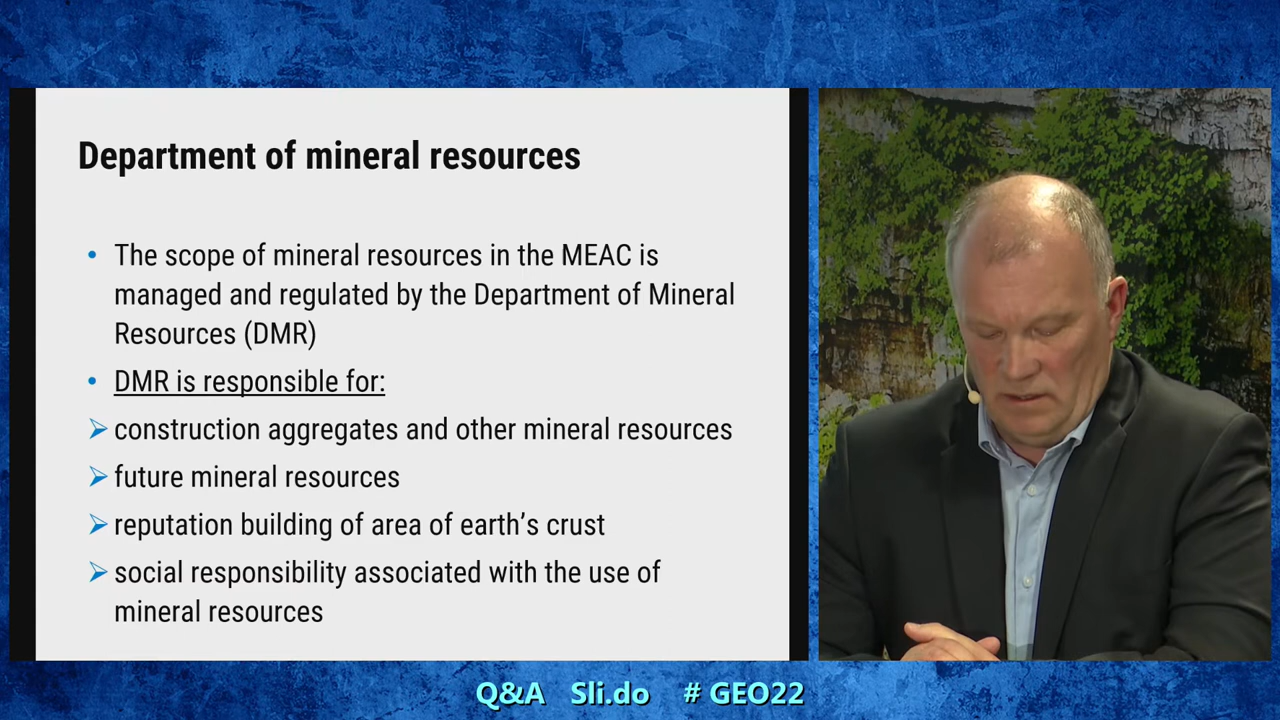 Department of mineral resources
• The scope of mineral resources in the MEAC is
managed and regulated by the Department of Mineral
Resources (DMR)
• DMR is responsible for:
➢ construction aggregates and other mineral resources
➢ future mineral resources
➢ reputation building of area of earth’s crust
➢ social responsibility associated with the use of
mineral resources
Q&A Sli.do # GEO22